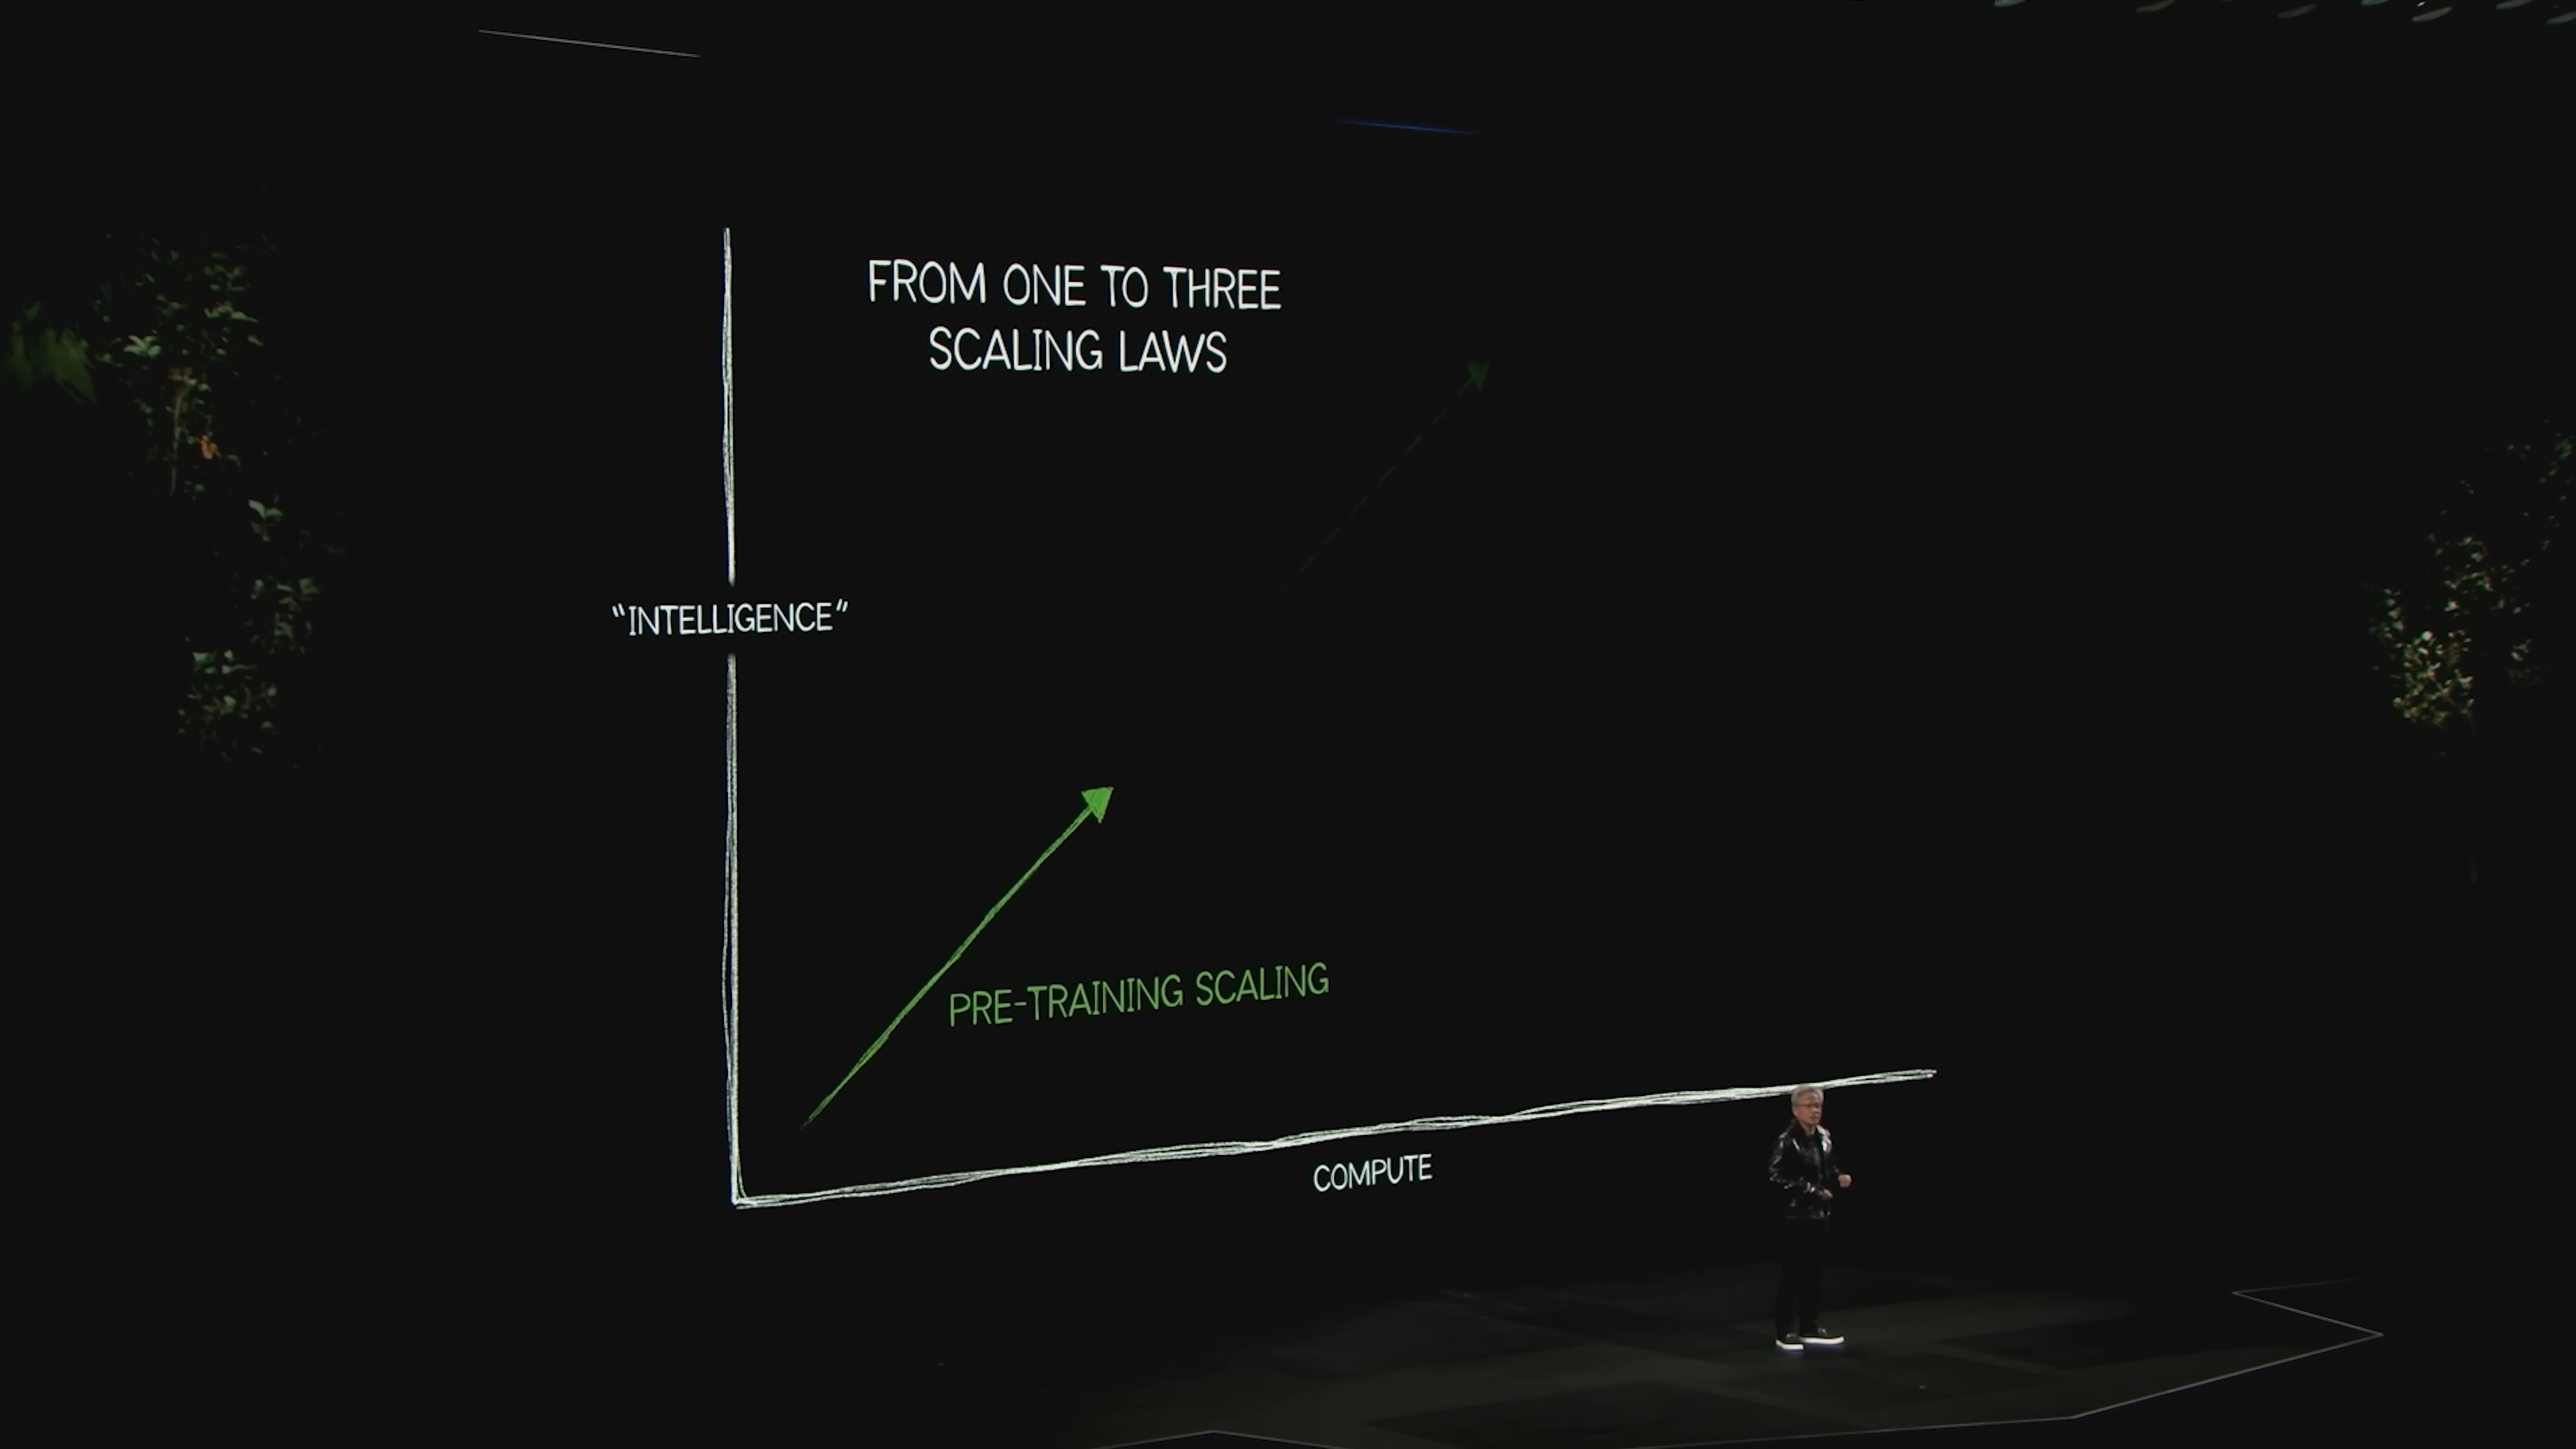 FROM ONE TO THREE
SCALING LAWS
“INTELLIGENCE”
PRE-TRAINING SCALING
COMPUTE